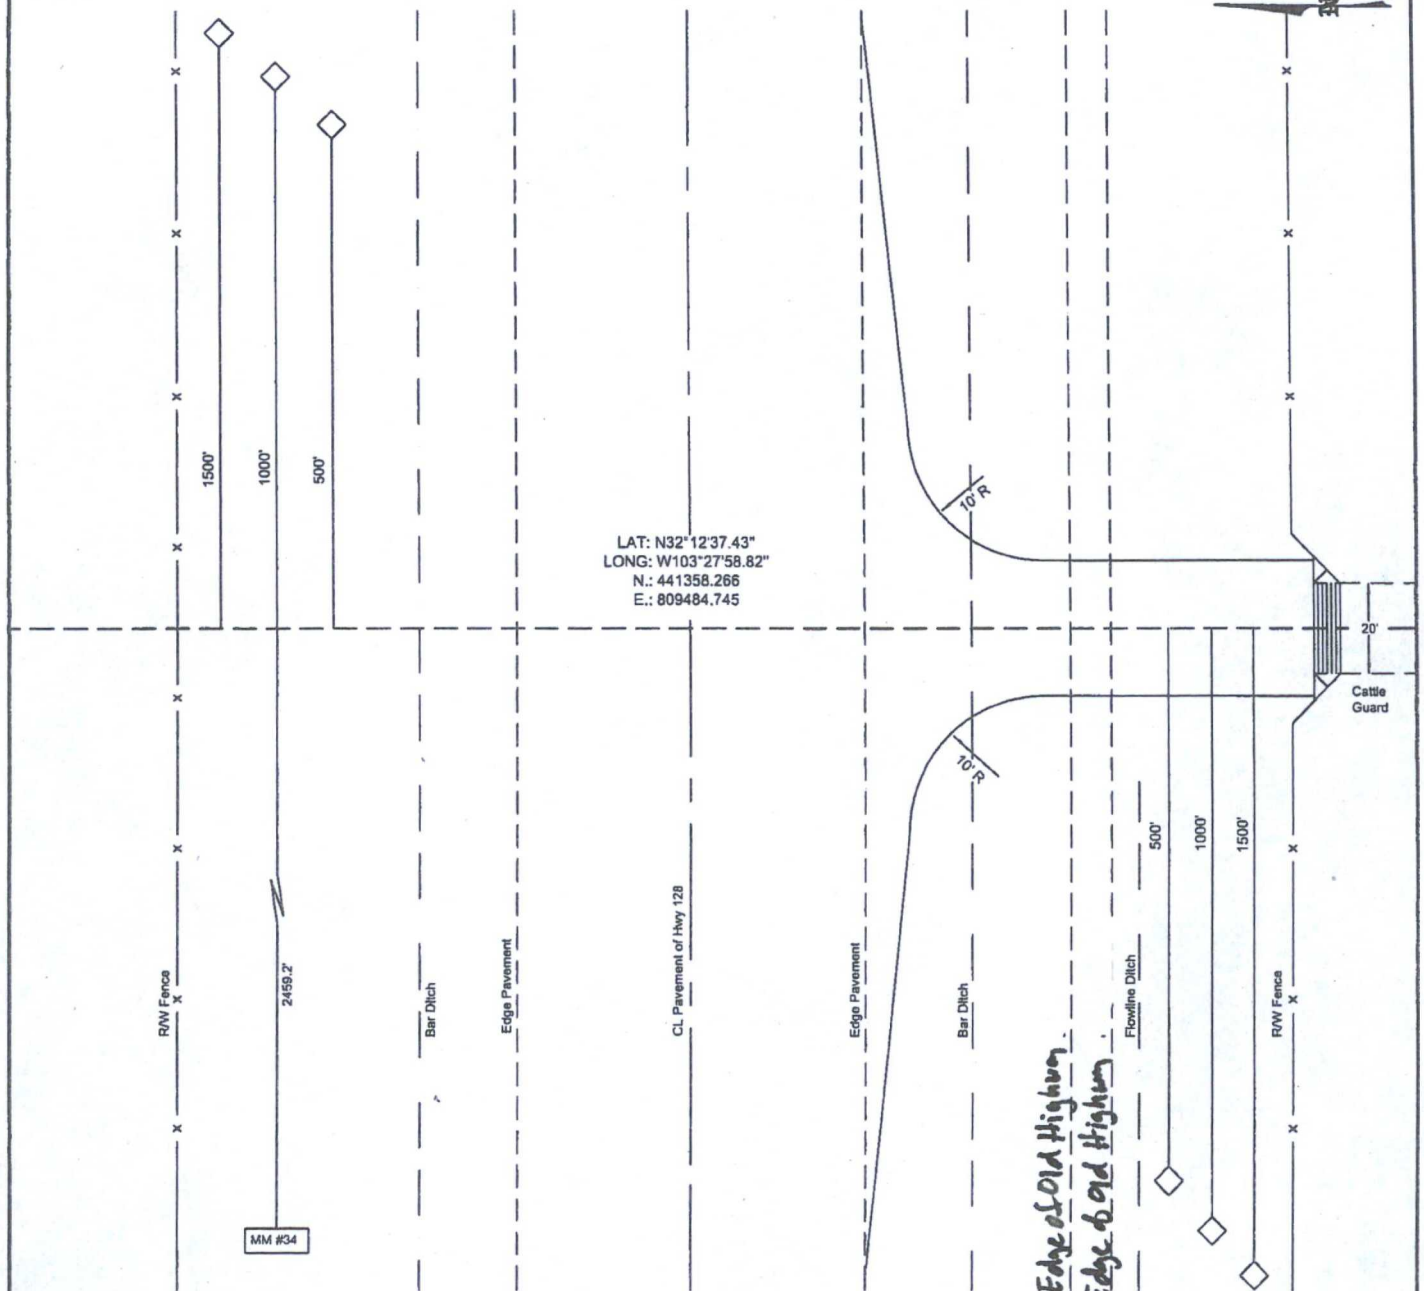 1500'
1000'
500'
10' R
LAT: N32°12'37.43"
LONG: W103°27'58.82"
N.: 441358.266
E.: 809484.745
20'
Cattle
Guard
10' R
500'
1000'
1500'
R/W Fence
2459.2'
Bar Ditch
Edge Pavement
CL Pavement of Hwy 128
Edge Pavement
Bar Ditch
Edge of Old Highway
Edge of Old Highway
Flowline Ditch
R/W Fence
MM #34